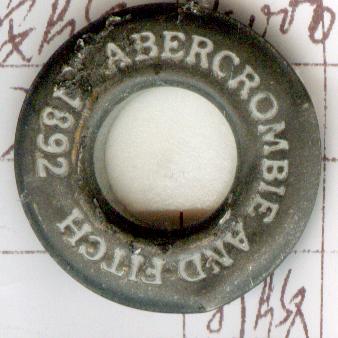 ABERCROMBIE AND FITCH 1892